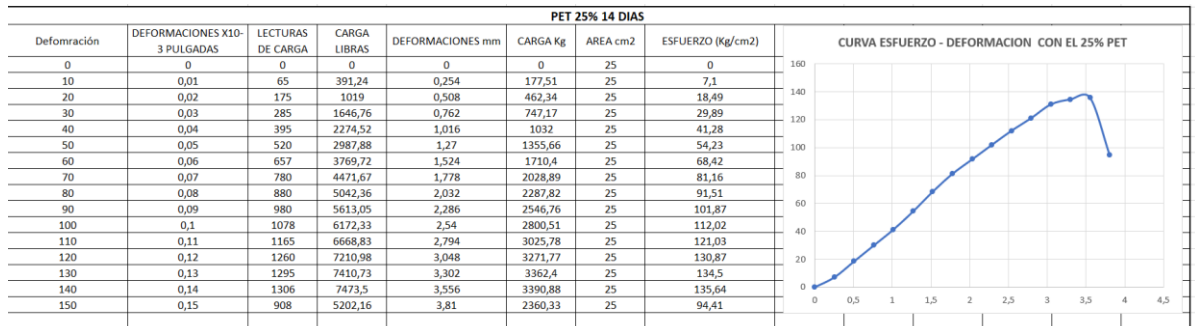 PET 25% 14 DIAS
Defomración DEFORMACIONES X10-3 PULGADAS LECTURAS DE CARGA CARGA LIBRAS DEFORMACIONES mm CARGA Kg AREA cm2 ESFUERZO (Kg/cm2)
0 0 0 0 0 0 25 0
10 0,01 65 391,24 0,254 177,51 25 7,1
20 0,02 175 1019 0,508 462,34 25 18,49
30 0,03 285 1646,76 0,762 747,17 25 29,89
40 0,04 395 2274,52 1,016 1032 25 41,28
50 0,05 520 2987,88 1,27 1355,66 25 54,23
60 0,06 657 3769,72 1,524 1710,4 25 68,42
70 0,07 780 4471,67 1,778 2028,89 25 81,16
80 0,08 880 5042,36 2,032 2287,82 25 91,51
90 0,09 980 5613,05 2,286 2546,76 25 101,87
100 0,1 1078 6172,33 2,54 2800,51 25 112,02
110 0,11 1165 6668,83 2,794 3025,78 25 121,03
120 0,12 1260 7210,98 3,048 3271,77 25 130,87
130 0,13 1295 7410,73 3,302 3362,4 25 134,5
140 0,14 1306 7473,5 3,556 3390,88 25 135,64
150 0,15 908 5202,16 3,81 2360,33 25 94,41
CURVA ESFUERZO - DEFORMACION CON EL 25% PET
160
140
120
100
80
60
40
20
0
0 0,5 1 1,5 2 2,5 3 3,5 4 4,5